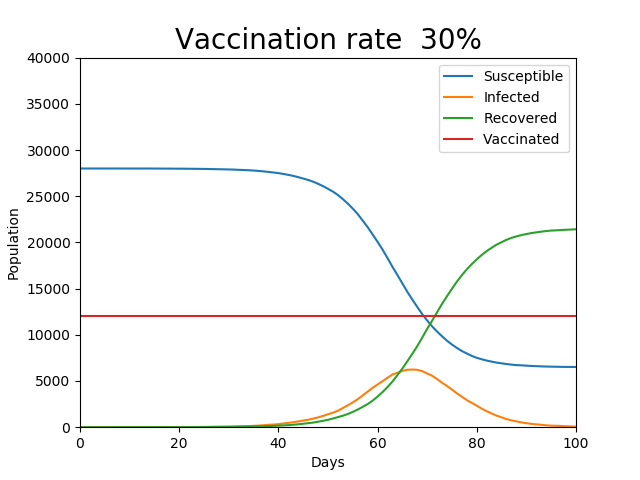 Vaccination rate  30%
40000
35000
30000
25000
20000
15000
10000
5000
0
Population
Susceptible
Infected
Recovered
Vaccinated
0 20 40 60 80 100
Days